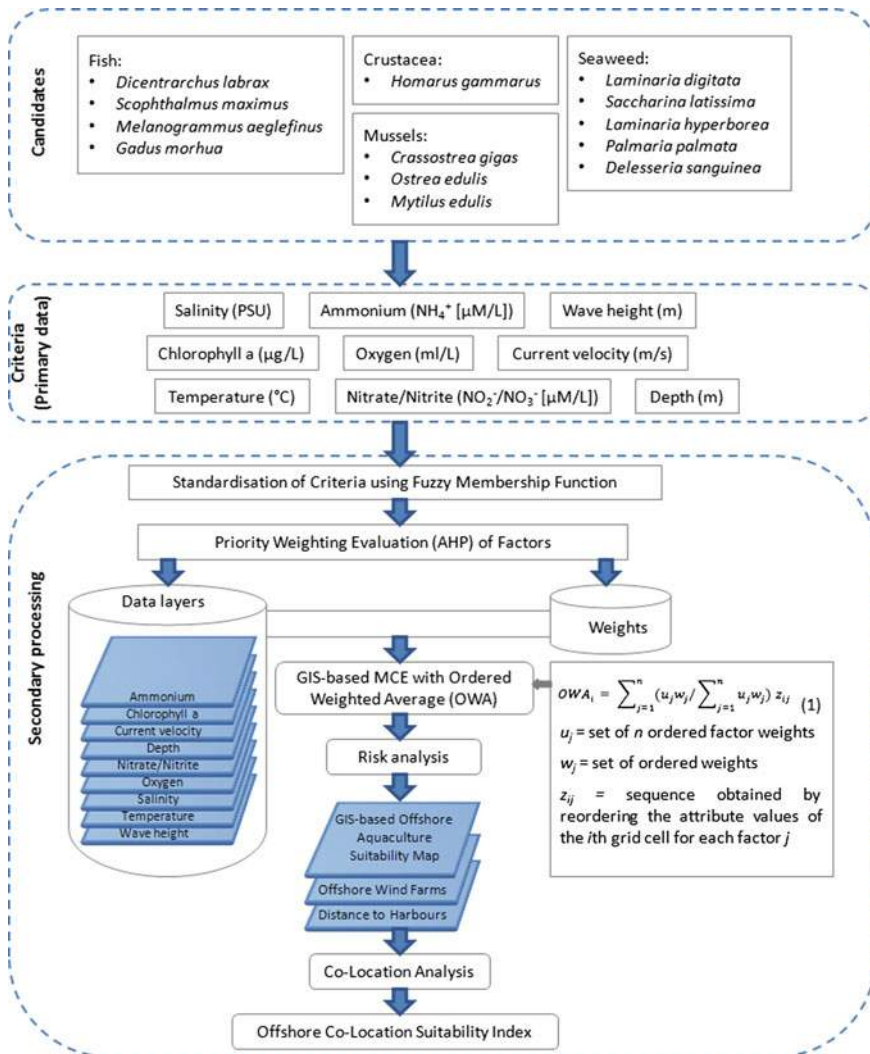 Candidates
Fish:
• Dicentrarchus labrax
• Scophthalmus maximus
• Melanogrammus aeglefinus
• Gadus morhua
Crustacea:
• Homarus gammarus
Mussels:
• Crassostrea gigas
• Ostrea edulis
• Mytilus edulis
Seaweed:
• Laminaria digitata
• Saccharina latissima
• Laminaria hyperborea
• Palmaria palmata
• Delesseria sanguinea
Criteria
(Primary data)
Salinity (PSU)
Ammonium (NH₄⁺ [µM/L])
Wave height (m)
Chlorophyll a (µg/L)
Oxygen (ml/L)
Current velocity (m/s)
Temperature (°C)
Nitrate/Nitrite (NO₂⁻/NO₃⁻ [µM/L])
Depth (m)
Secondary processing
Standardisation of Criteria using Fuzzy Membership Function
Priority Weighting Evaluation (AHP) of Factors
Data layers
Ammonium
Chlorophyll a
Current velocity
Depth
Nitrate/Nitrite
Oxygen
Salinity
Temperature
Wave height
Weights
GIS-based MCE with Ordered
Weighted Average (OWA)
OWAᵢ = ∑ⁿⱼ₌₁(uⱼwⱼ/∑ⁿⱼ₌₁ uⱼwⱼ) zᵢⱼ (1)
uⱼ = set of n ordered factor weights
wⱼ = set of ordered weights
zᵢⱼ = sequence obtained by
reordering the attribute values of
the ith grid cell for each factor j
Risk analysis
GIS-based Offshore
Aquaculture
Suitability Map
Offshore Wind Farms
Distance to Harbours
Co-Location Analysis
Offshore Co-Location Suitability Index